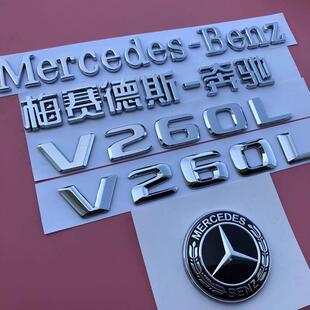 Mercedes-Benz
梅赛德斯-奔驰
V260L
V260L
MERCEDES
BENZ